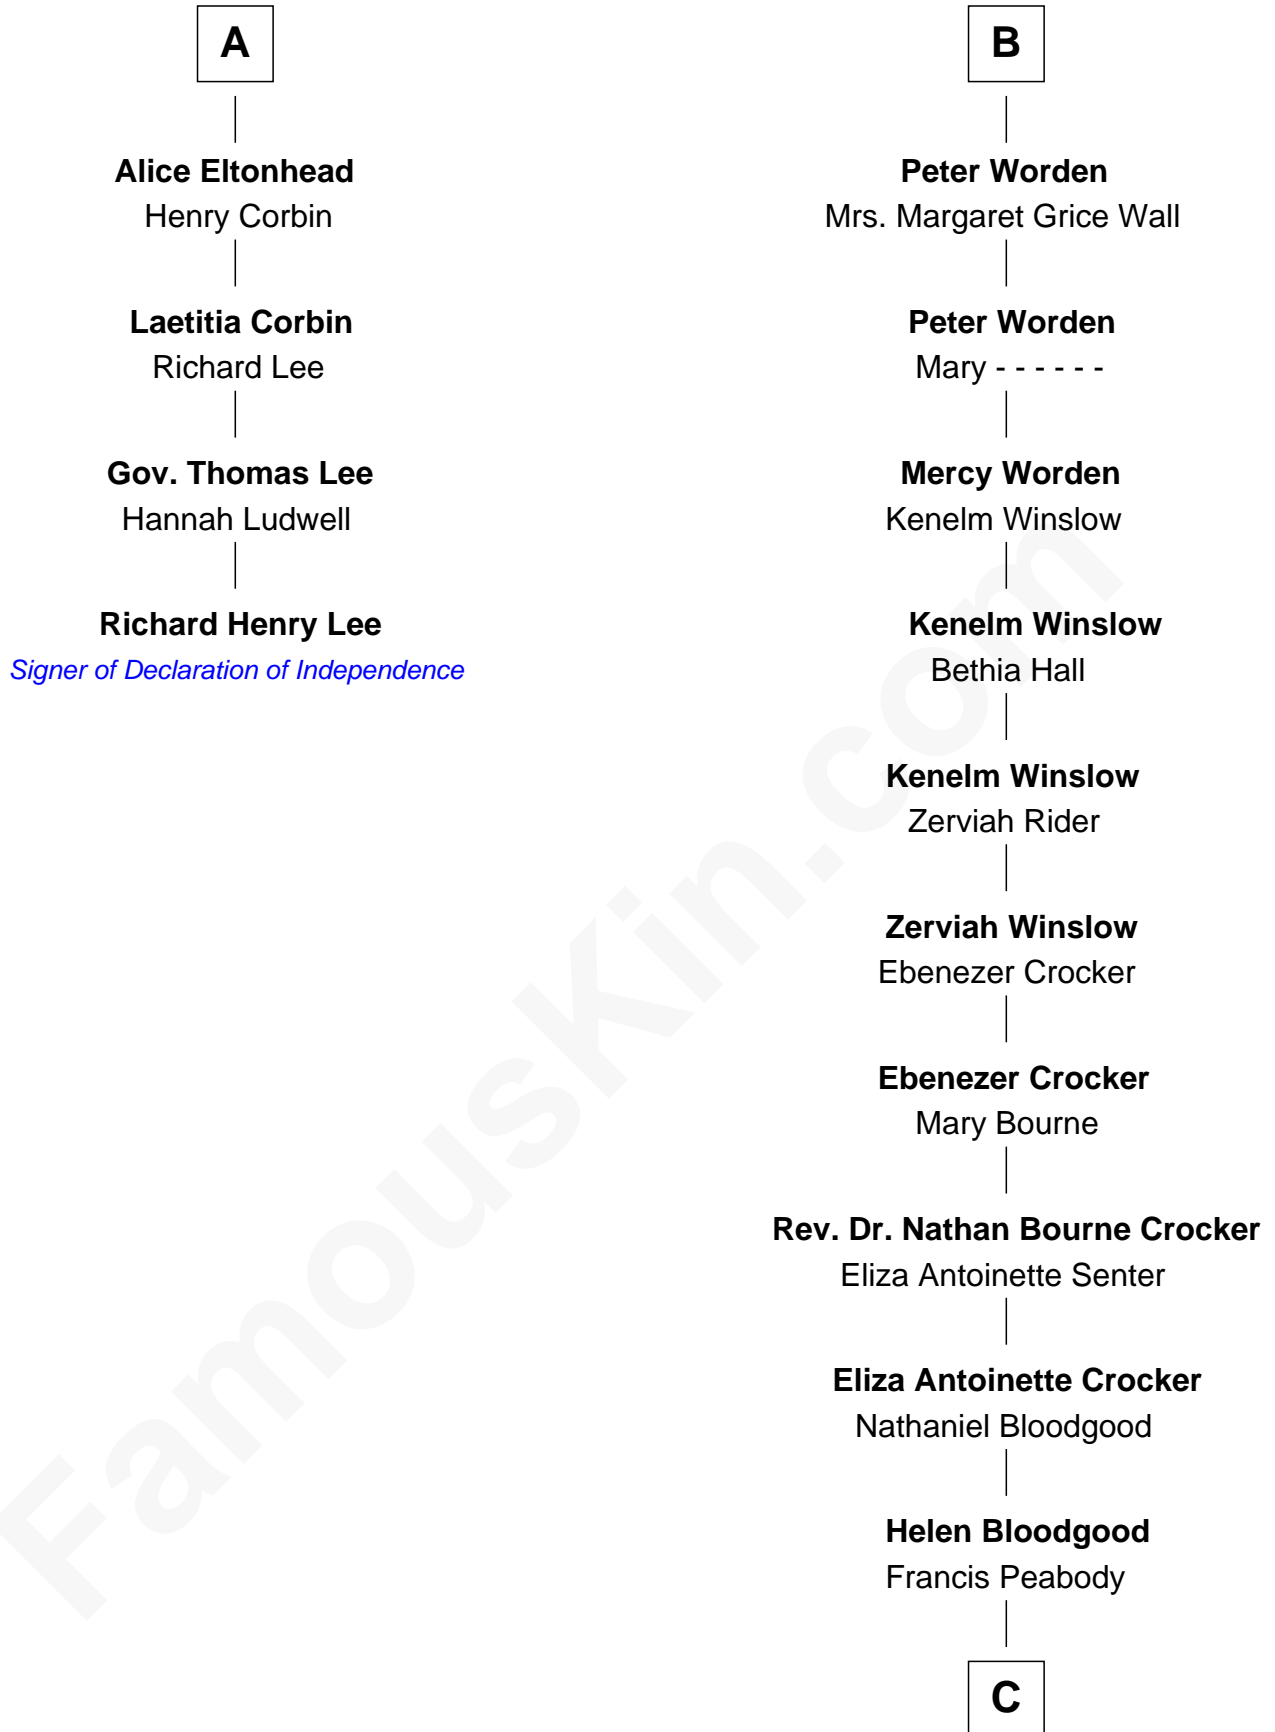 A
Alice Eltonhead
Henry Corbin
Laetitia Corbin
Richard Lee
Gov. Thomas Lee
Hannah Ludwell
Richard Henry Lee
Signer of Declaration of Independence
B
Peter Worden
Mrs. Margaret Grice Wall
Peter Worden
Mary - - - - - -
Mercy Worden
Kenelm Winslow
Kenelm Winslow
Bethia Hall
Kenelm Winslow
Zerviah Rider
Zerviah Winslow
Ebenezer Crocker
Ebenezer Crocker
Mary Bourne
Rev. Dr. Nathan Bourne Crocker
Eliza Antoinette Senter
Eliza Antoinette Crocker
Nathaniel Bloodgood
Helen Bloodgood
Francis Peabody
C
FamousKin.com